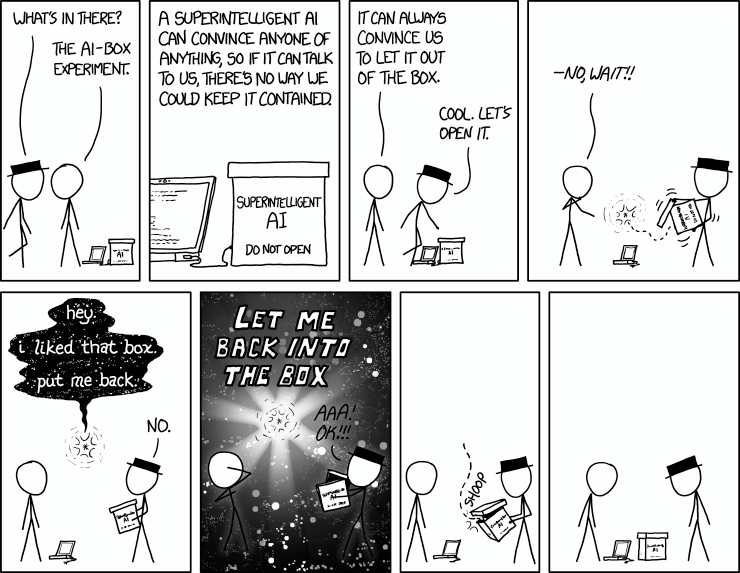 WHAT'S IN THERE?
THE AI-BOX
EXPERIMENT.
A SUPERINTELLIGENT AI
CAN CONVINCE ANYONE OF
ANYTHING, SO IF IT CAN TALK
TO US, THERE'S NO WAY WE
COULD KEEP IT CONTAINED.
SUPERINTELLIGENT
AI
DO NOT OPEN
IT CAN ALWAYS
CONVINCE US
TO LET IT OUT
OF THE BOX.
COOL. LET'S
OPEN IT.
—NO, WAIT!!
hey.
i liked that box.
put me back.
NO.
LET ME
BACK INTO
THE BOX
AAA!
OK!!!
SHOOP